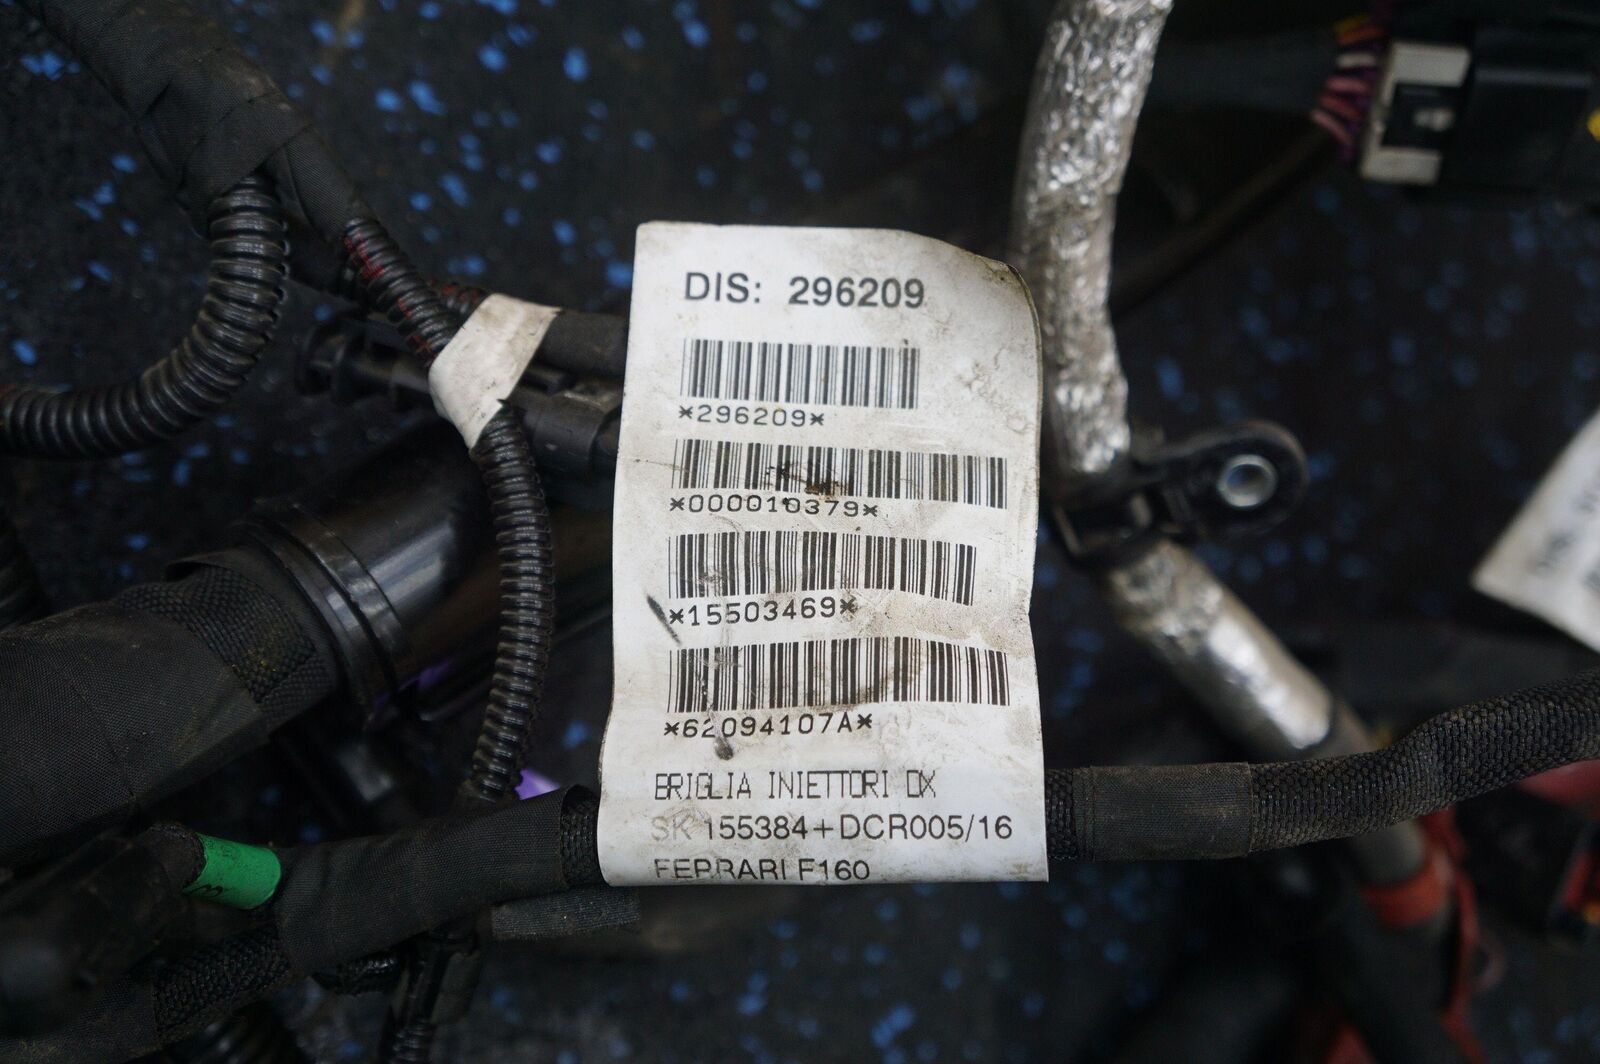 DIS: 296209
*296209*
*000010379*
*15503469*
*62094107A*
BRIGLIA INIETTORI DX
SK 155384+DCR005/16
FERRARI F160